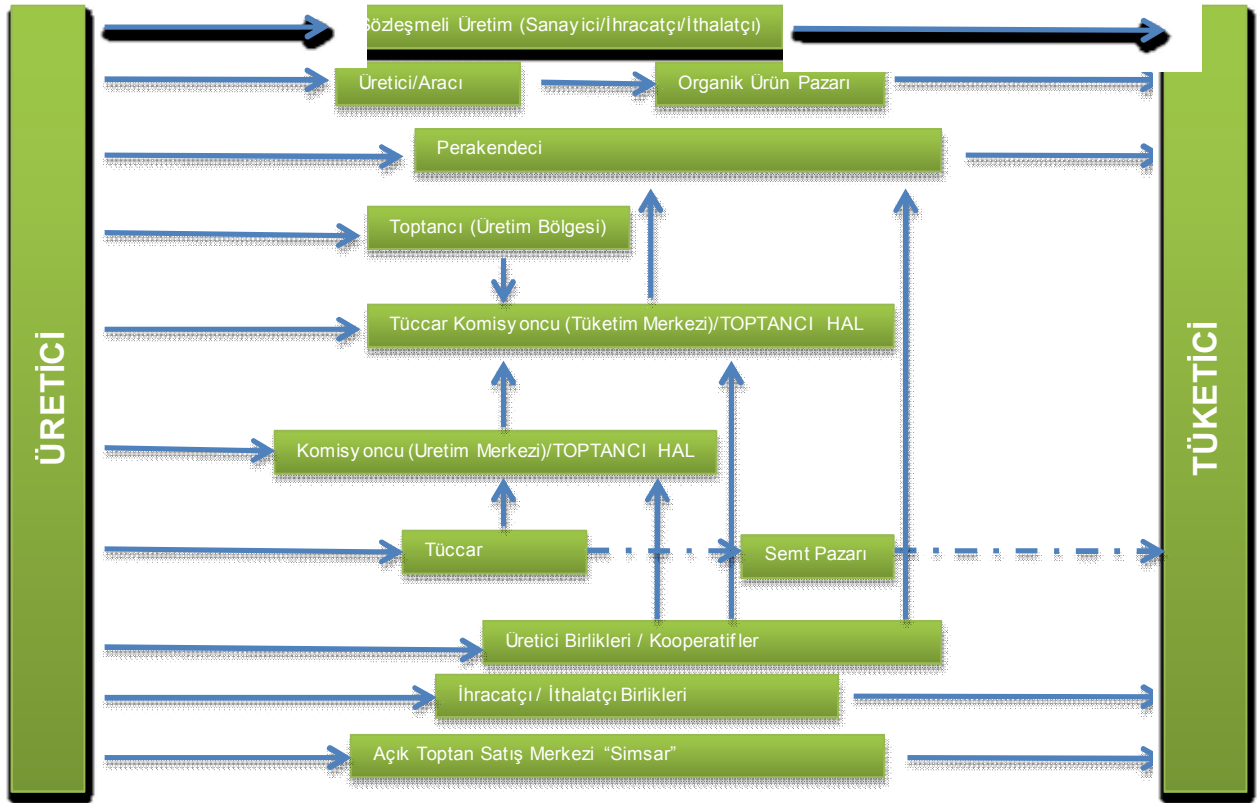 ÜRETİCİ
Sözleşmeli Üretim (Sanayici/İhracatçı/İthalatçı)
Üretici/Aracı
Organik Ürün Pazarı
Perakendeci
Toptancı (Üretim Bölgesi)
Tüccar Komisyoncu (Tüketim Merkezi)/TOPTANCI HAL
Komisyoncu (Üretim Merkezi)/TOPTANCI HAL
Tüccar
Semt Pazarı
Üretici Birlikleri / Kooperatifler
İhracatçı / İthalatçı Birlikleri
Açık Toptan Satış Merkezi “Simsar”
TÜKETİCİ